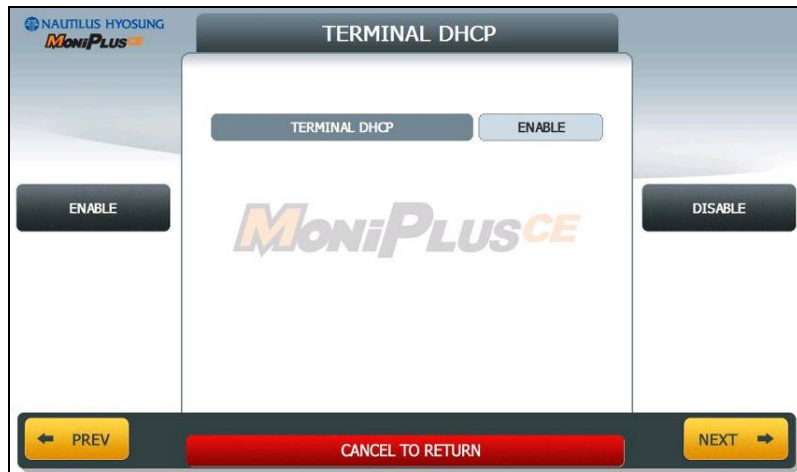 NAUTILUS HYOSUNG
MoniPlusCE
TERMINAL DHCP
TERMINAL DHCP ENABLE
ENABLE
DISABLE
MoniPlusCE
PREV
CANCEL TO RETURN
NEXT